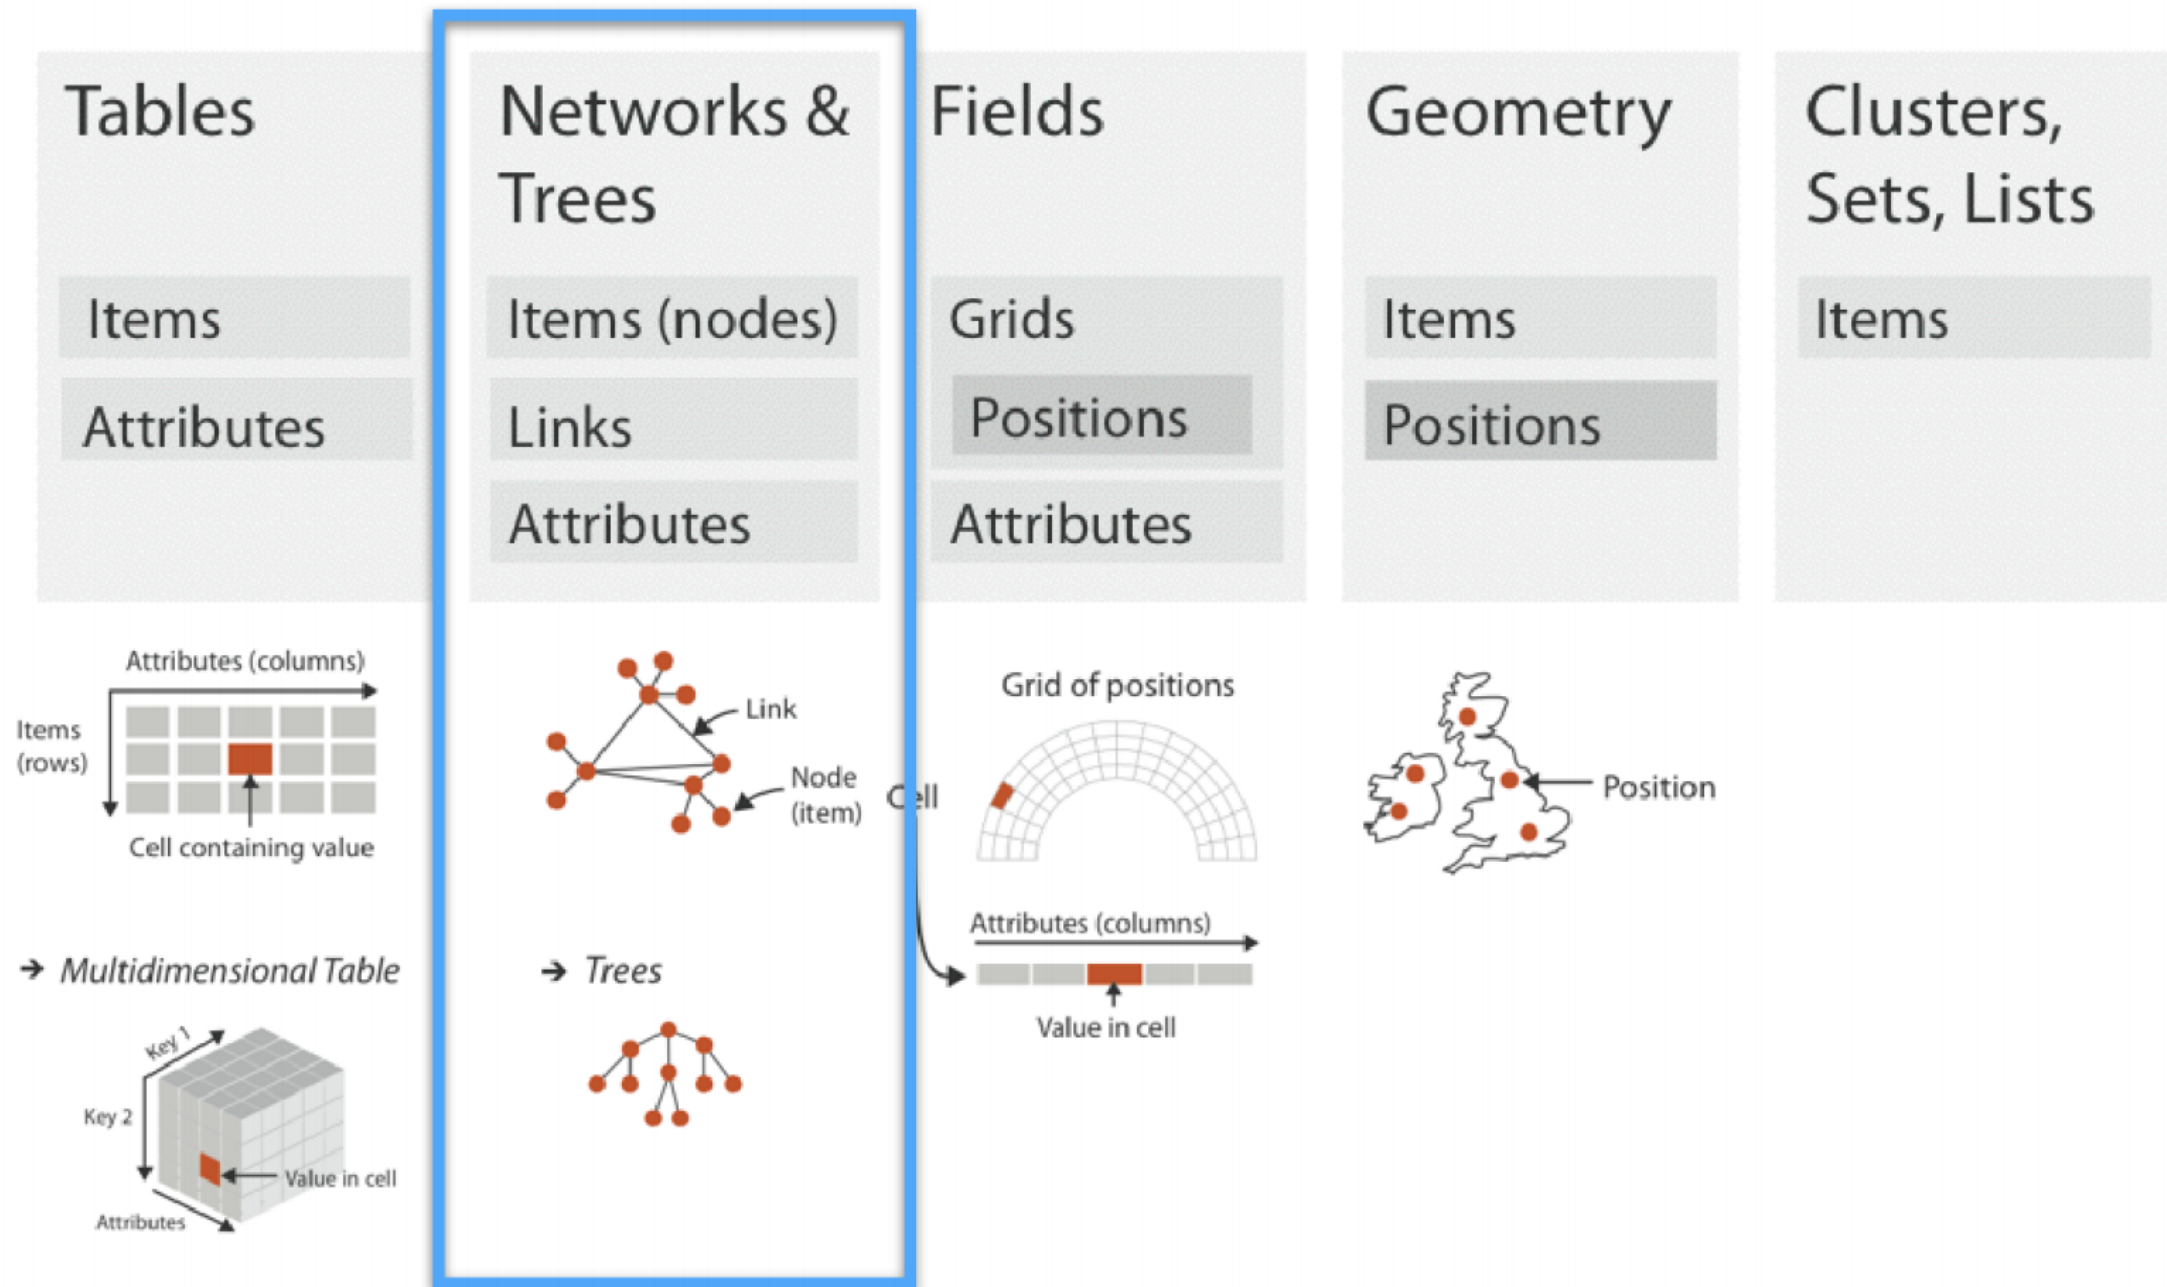 Tables
Items
Attributes
Attributes (columns)
Items
(rows)
Cell containing value
➔ Multidimensional Table
Key 1
Key 2
Value in cell
Attributes
Networks &
Trees
Items (nodes)
Links
Attributes
Link
Node
(item)
➔ Trees
Fields
Grids
Positions
Attributes
Grid of positions
Cell
Attributes (columns)
Value in cell
Geometry
Items
Positions
Position
Clusters,
Sets, Lists
Items